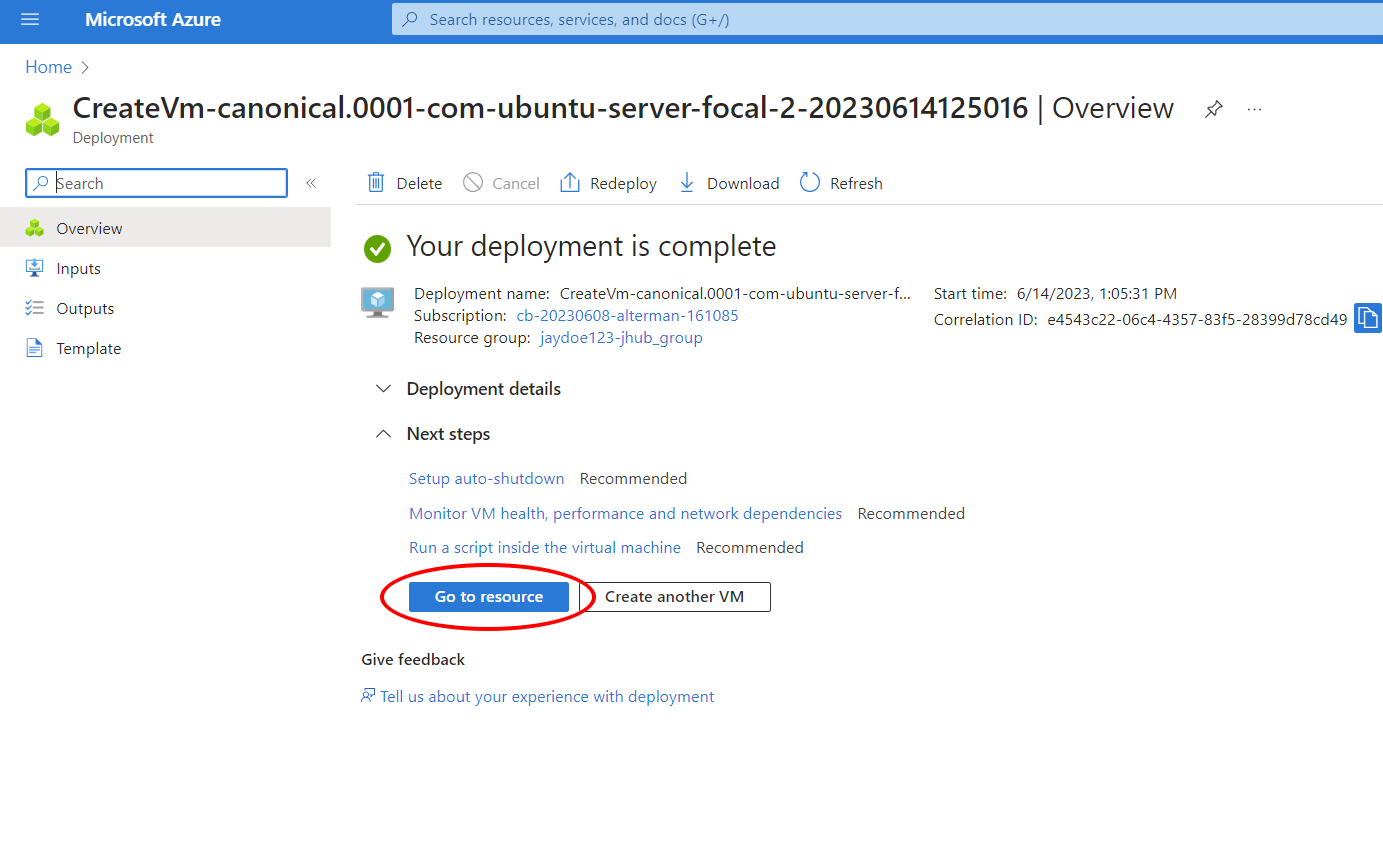 Microsoft Azure
Search resources, services, and docs (G+/)
Home
CreateVm-canonical.0001-com-ubuntu-server-focal-2-20230614125016 | Overview
Deployment
Search
«
Delete
Cancel
Redeploy
Download
Refresh
Overview
Inputs
Outputs
Template
Your deployment is complete
Deployment name: CreateVm-canonical.0001-com-ubuntu-server-f...
Subscription: cb-20230608-alterman-161085
Resource group: jaydoe123-jhub_group
Start time: 6/14/2023, 1:05:31 PM
Correlation ID: e4543c22-06c4-4357-83f5-28399d78cd49
Deployment details
Next steps
Setup auto-shutdown Recommended
Monitor VM health, performance and network dependencies Recommended
Run a script inside the virtual machine Recommended
Go to resource
Create another VM
Give feedback
Tell us about your experience with deployment